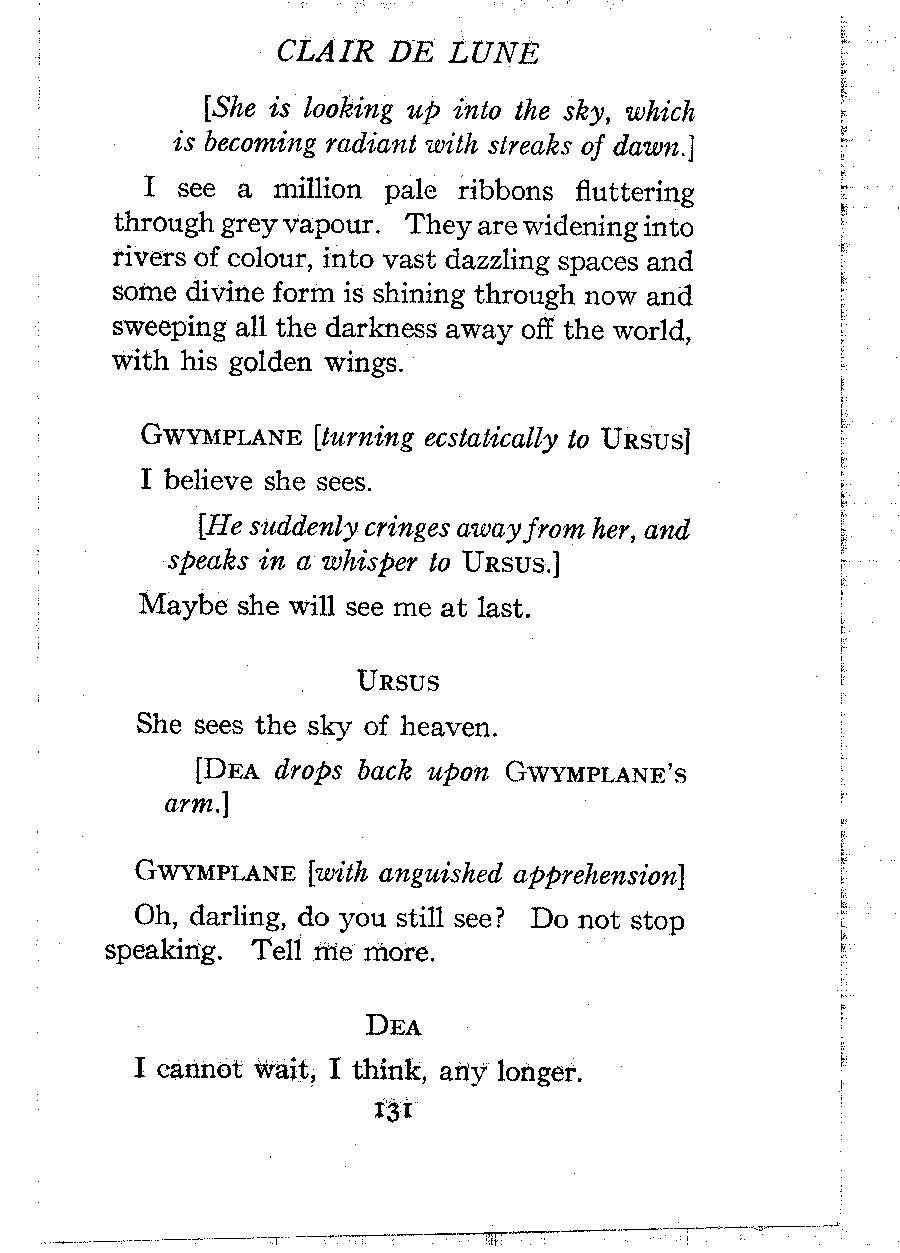 CLAIR DE LUNE
[She is looking up into the sky, which
is becoming radiant with streaks of dawn.]
I see a million pale ribbons fluttering
through grey vapour. They are widening into
rivers of colour, into vast dazzling spaces and
some divine form is shining through now and
sweeping all the darkness away off the world,
with his golden wings.
GWYMPLANE [turning ecstatically to URSUS]
I believe she sees.
[He suddenly cringes away from her, and
speaks in a whisper to URSUS.]
Maybe she will see me at last.
URSUS
She sees the sky of heaven.
[DEA drops back upon GWYMPLANE'S
arm.]
GWYMPLANE [with anguished apprehension]
Oh, darling, do you still see? Do not stop
speaking. Tell me more.
DEA
I cannot wait, I think, any longer.
131